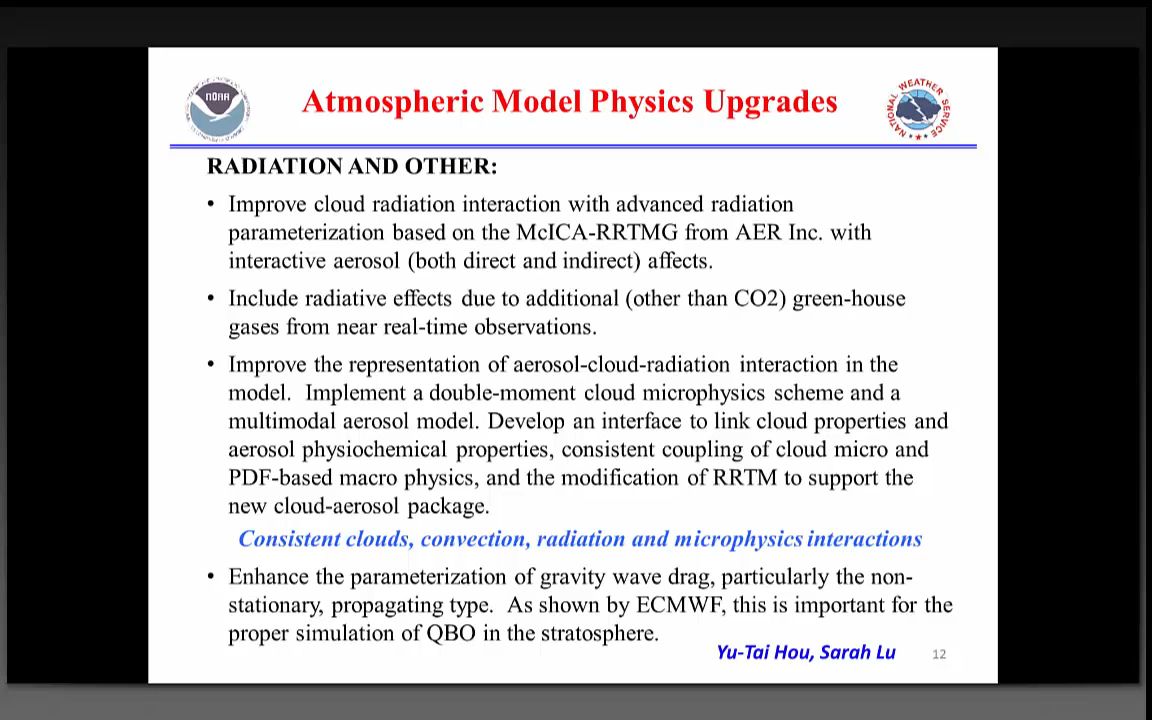 NOAA
Atmospheric Model Physics Upgrades
NATIONAL WEATHER SERVICE
RADIATION AND OTHER:
• Improve cloud radiation interaction with advanced radiation
parameterization based on the McICA-RRTMG from AER Inc. with
interactive aerosol (both direct and indirect) affects.
• Include radiative effects due to additional (other than CO2) green-house
gases from near real-time observations.
• Improve the representation of aerosol-cloud-radiation interaction in the
model. Implement a double-moment cloud microphysics scheme and a
multimodal aerosol model. Develop an interface to link cloud properties and
aerosol physiochemical properties, consistent coupling of cloud micro and
PDF-based macro physics, and the modification of RRTM to support the
new cloud-aerosol package.
Consistent clouds, convection, radiation and microphysics interactions
• Enhance the parameterization of gravity wave drag, particularly the non-
stationary, propagating type. As shown by ECMWF, this is important for the
proper simulation of QBO in the stratosphere.
Yu-Tai Hou, Sarah Lu
12